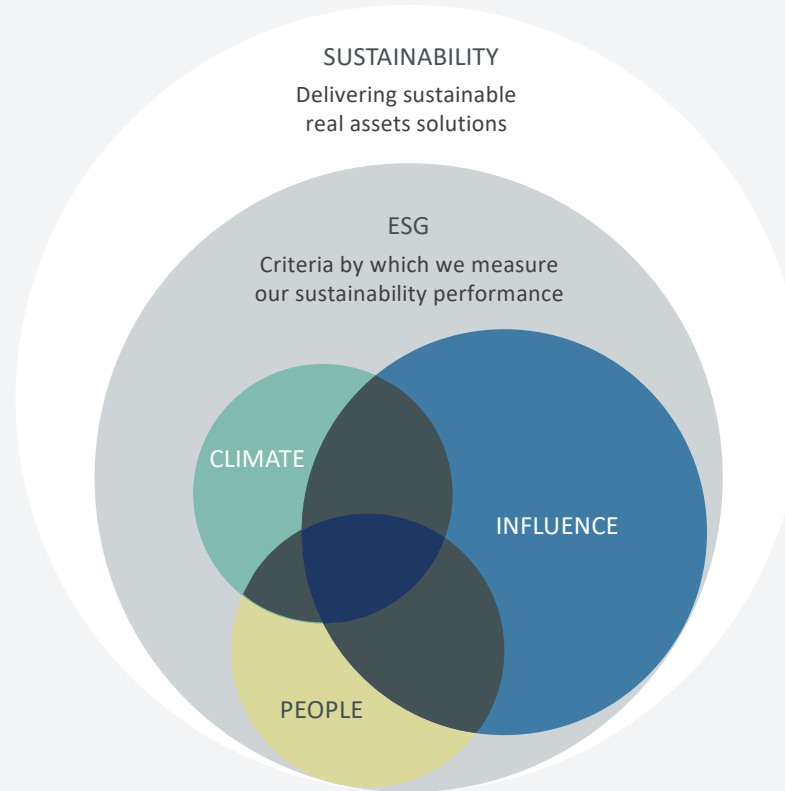 SUSTAINABILITY
Delivering sustainable
real assets solutions
ESG
Criteria by which we measure
our sustainability performance
CLIMATE
INFLUENCE
PEOPLE